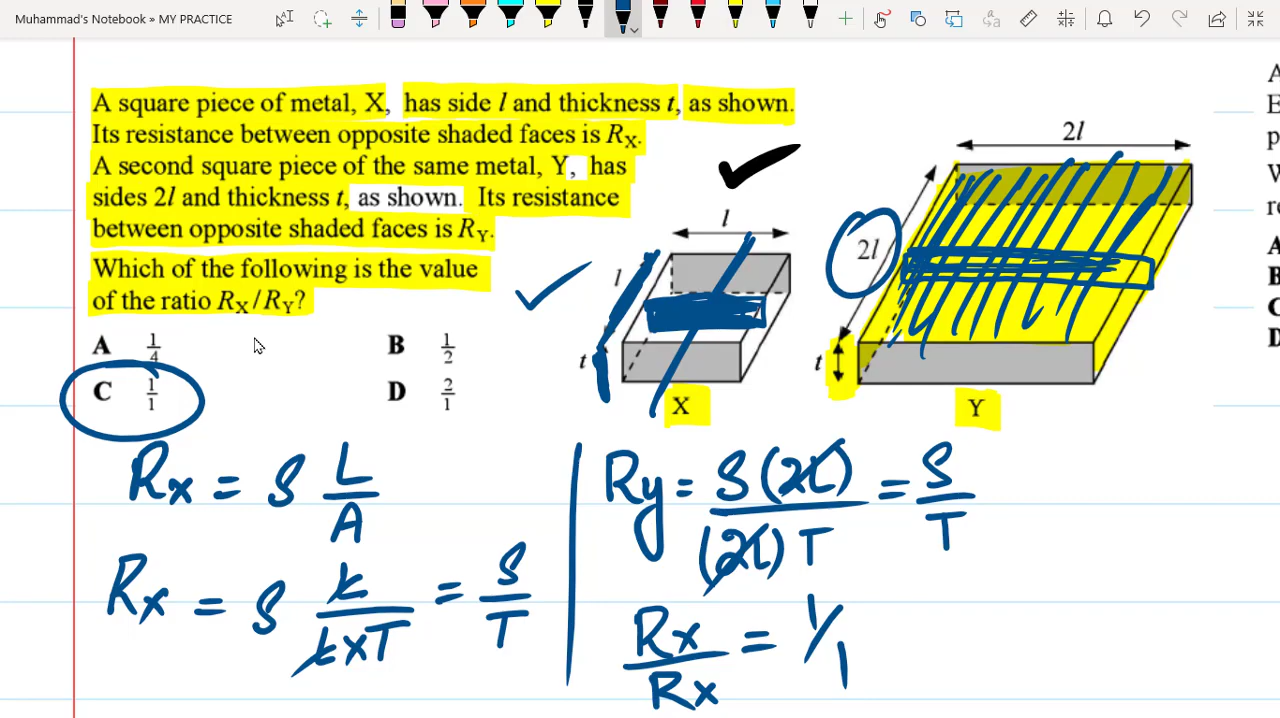 Muhammad's Notebook » MY PRACTICE
A square piece of metal, X, has side l and thickness t, as shown.
Its resistance between opposite shaded faces is RX.
A second square piece of the same metal, Y, has
sides 2l and thickness t, as shown. Its resistance
between opposite shaded faces is RY.
Which of the following is the value
of the ratio RX/RY?
A 1/4
B 1/2
C 1/1
D 2/1
l
l
t
X
2l
2l
t
Y
Rx = S L/A
Rx = S L/LxT = S/T
Ry = S(2L)/(2L)T = S/T
Rx/Rx = 1/1
A
E
p
W
re
A
B
C
D